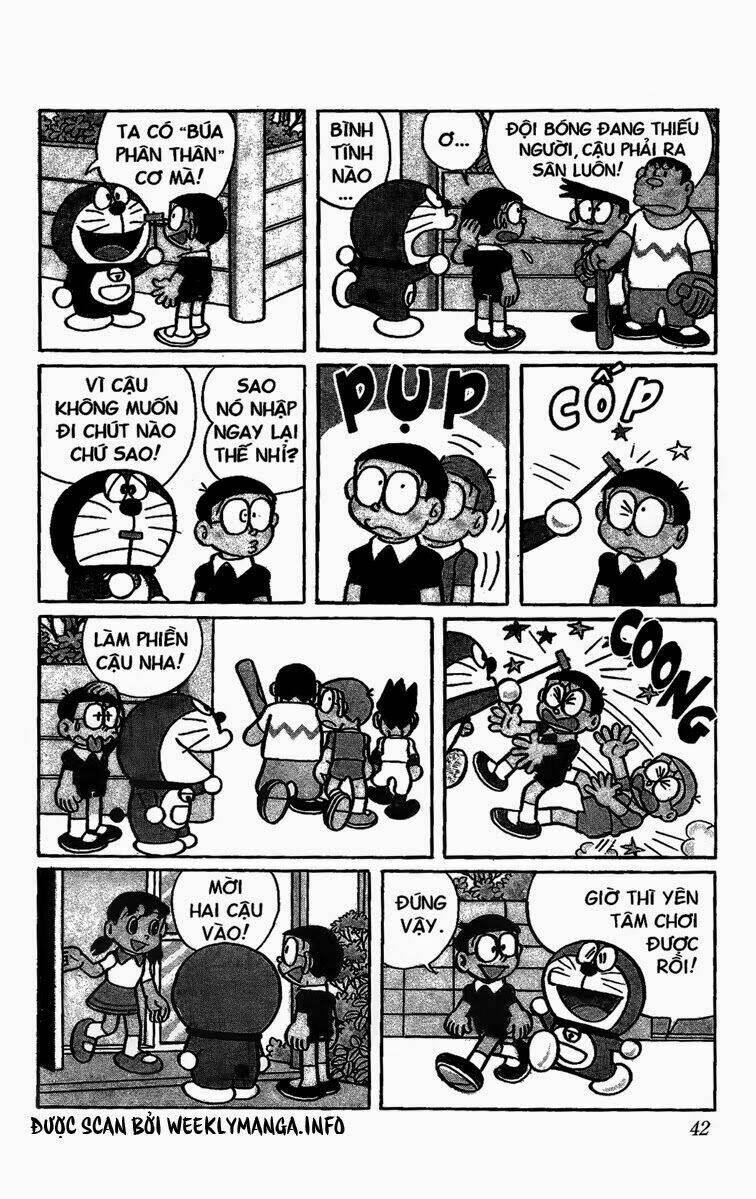 ĐỘI BÓNG ĐANG THIẾU
NGƯỜI, CẬU PHẢI RA
SÂN LUÔN!
Ơ...
BÌNH
TĨNH
NÀO
...
TA CÓ "BÚA
PHÂN THÂN"
CƠ MÀ!
CỐP
PỤP
SAO
NÓ NHẬP
NGAY LẠI
THẾ NHỈ?
VÌ CẬU
KHÔNG MUỐN
ĐI CHÚT NÀO
CHỨ SAO!
COONG
LÀM PHIỀN
CẬU NHA!
GIỜ THÌ YÊN
TÂM CHƠI
ĐƯỢC
RỒI!
ĐÚNG
VẬY.
MỜI
HAI CẬU
VÀO!
ĐƯỢC SCAN BỞI WEEKLYMANGA.INFO
42